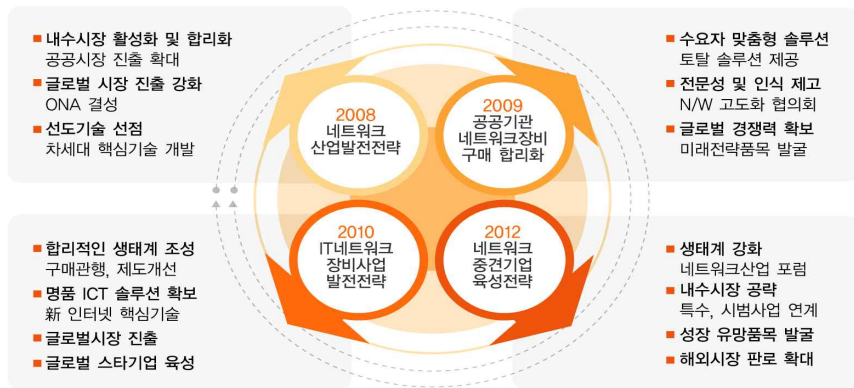 ■ 내수시장 활성화 및 합리화
공공시장 진출 확대
■ 글로벌 시장 진출 강화
ONA 결성
■ 선도기술 선점
차세대 핵심기술 개발
2008
네트워크
산업발전전략
2009
공공기관
네트워크장비
구매 합리화
■ 수요자 맞춤형 솔루션
토탈 솔루션 제공
■ 전문성 및 인식 제고
N/W 고도화 협의회
■ 글로벌 경쟁력 확보
미래전략품목 발굴
■ 합리적인 생태계 조성
구매관행, 제도개선
■ 명품 ICT 솔루션 확보
新 인터넷 핵심기술
■ 글로벌시장 진출
■ 글로벌 스타기업 육성
2010
IT네트워크
장비사업
발전전략
2012
네트워크
중견기업
육성전략
■ 생태계 강화
네트워크산업 포럼
■ 내수시장 공략
특수, 시범사업 연계
■ 성장 유망품목 발굴
■ 해외시장 판로 확대